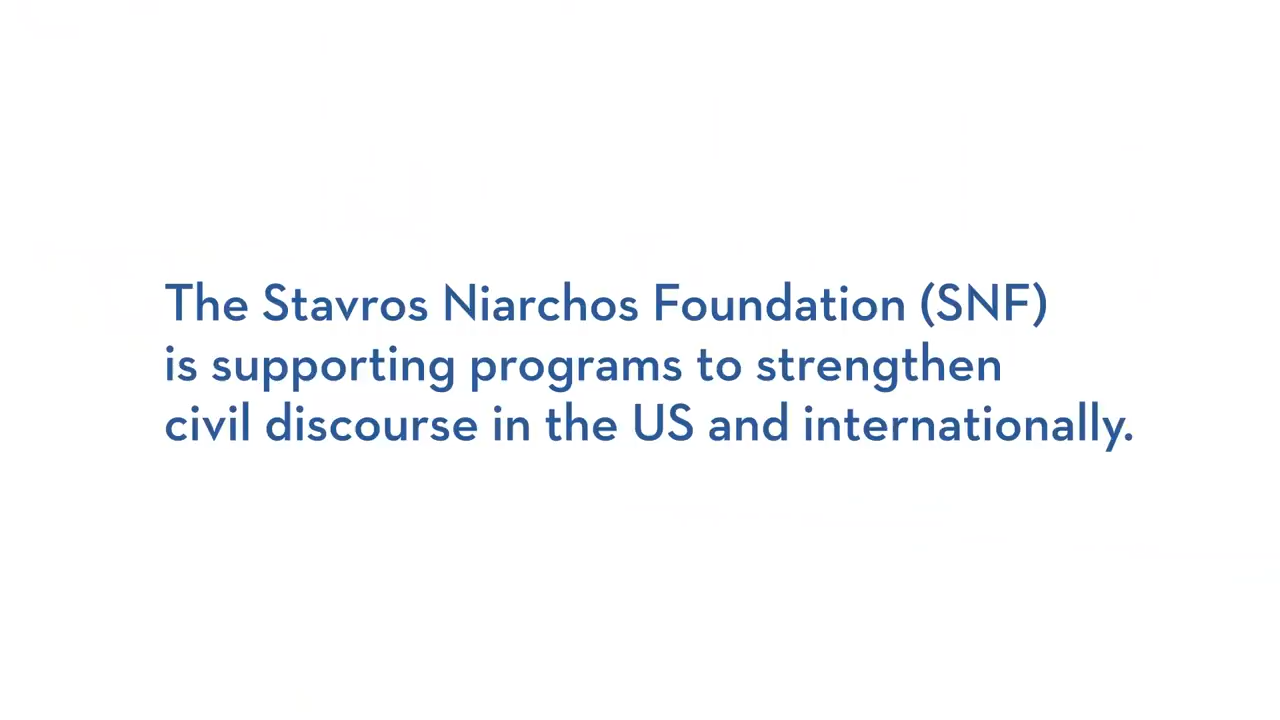 The Stavros Niarchos Foundation (SNF)
is supporting programs to strengthen
civil discourse in the US and internationally.